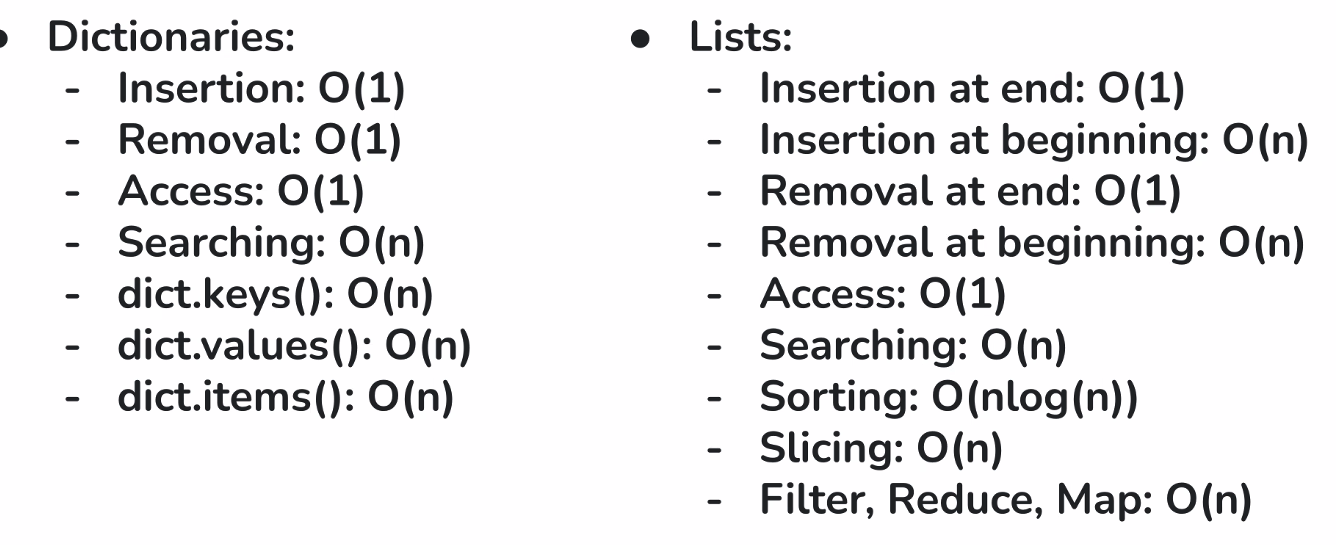 ● Dictionaries:
- Insertion: O(1)
- Removal: O(1)
- Access: O(1)
- Searching: O(n)
- dict.keys(): O(n)
- dict.values(): O(n)
- dict.items(): O(n)
● Lists:
- Insertion at end: O(1)
- Insertion at beginning: O(n)
- Removal at end: O(1)
- Removal at beginning: O(n)
- Access: O(1)
- Searching: O(n)
- Sorting: O(nlog(n))
- Slicing: O(n)
- Filter, Reduce, Map: O(n)